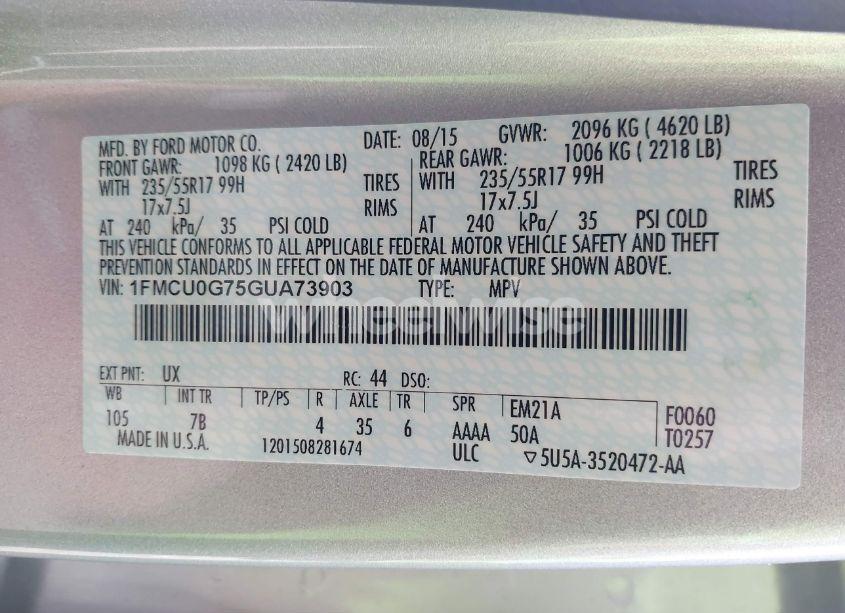 MFD. BY FORD MOTOR CO. DATE: 08/15 GVWR: 2096 KG ( 4620 LB)
FRONT GAWR: 1098 KG ( 2420 LB) REAR GAWR: 1006 KG ( 2218 LB)
WITH 235/55R17 99H TIRES WITH 235/55R17 99H TIRES
17x7.5J RIMS 17x7.5J RIMS
AT 240 kPa/ 35 PSI COLD AT 240 kPa/ 35 PSI COLD
THIS VEHICLE CONFORMS TO ALL APPLICABLE FEDERAL MOTOR VEHICLE SAFETY AND THEFT
PREVENTION STANDARDS IN EFFECT ON THE DATE OF MANUFACTURE SHOWN ABOVE.
VIN: 1FMCU0G75GUA73903 TYPE: MPV
wheelwise
EXT PNT: UX RC: 44 DSO:
WB INT TR TP/PS R AXLE TR SPR EM21A F0060
105 7B 4 35 6 AAAA 50A T0257
MADE IN U.S.A. 1201508281674 ULC ▽5U5A-3520472-AA